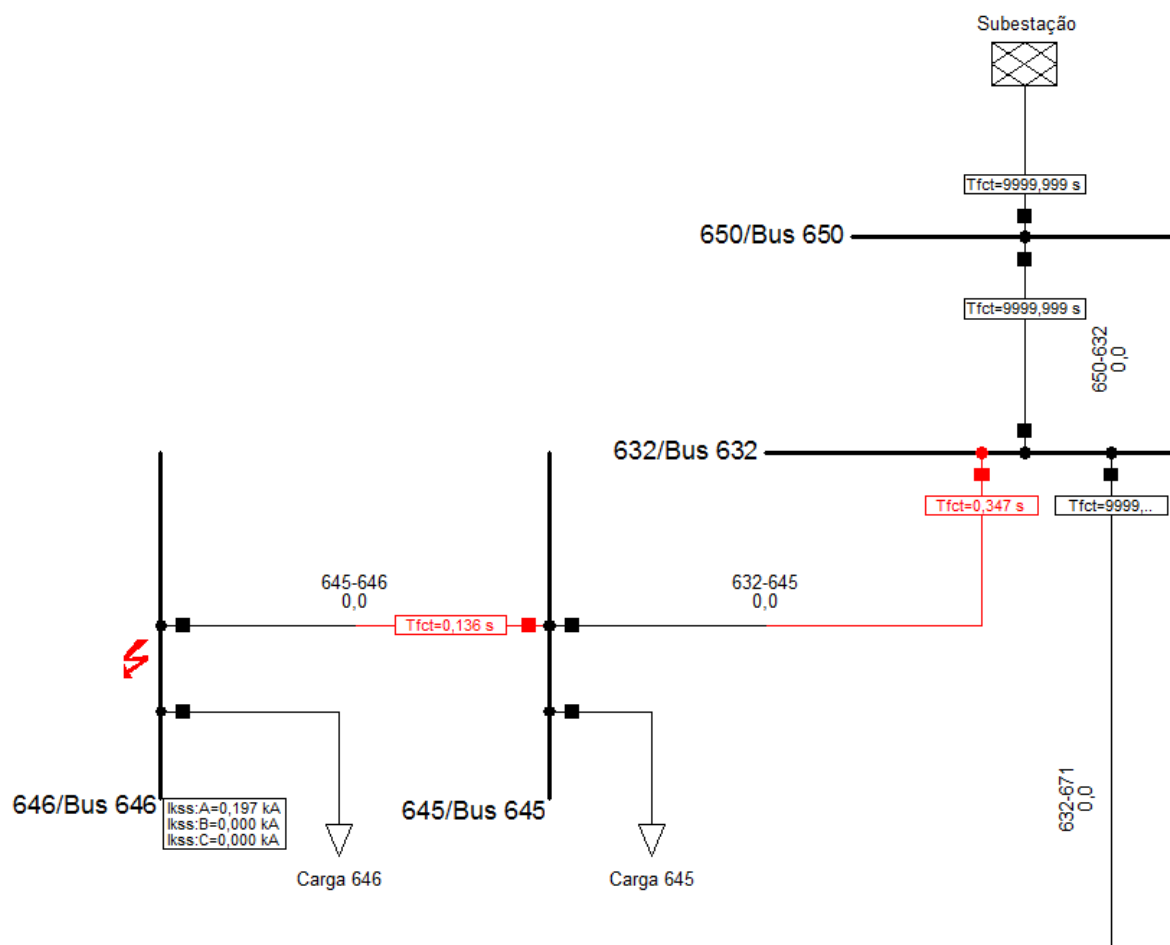 Subestação
Tfct=9999,999 s
650/Bus 650
Tfct=9999,999 s
650-632
0,0
632/Bus 632
Tfct=0,347 s
Tfct=9999,..
645-646
0,0
632-645
0,0
Tfct=0,136 s
632-671
0,0
646/Bus 646
Ikss:A=0,197 kA
Ikss:B=0,000 kA
Ikss:C=0,000 kA
645/Bus 645
Carga 646
Carga 645